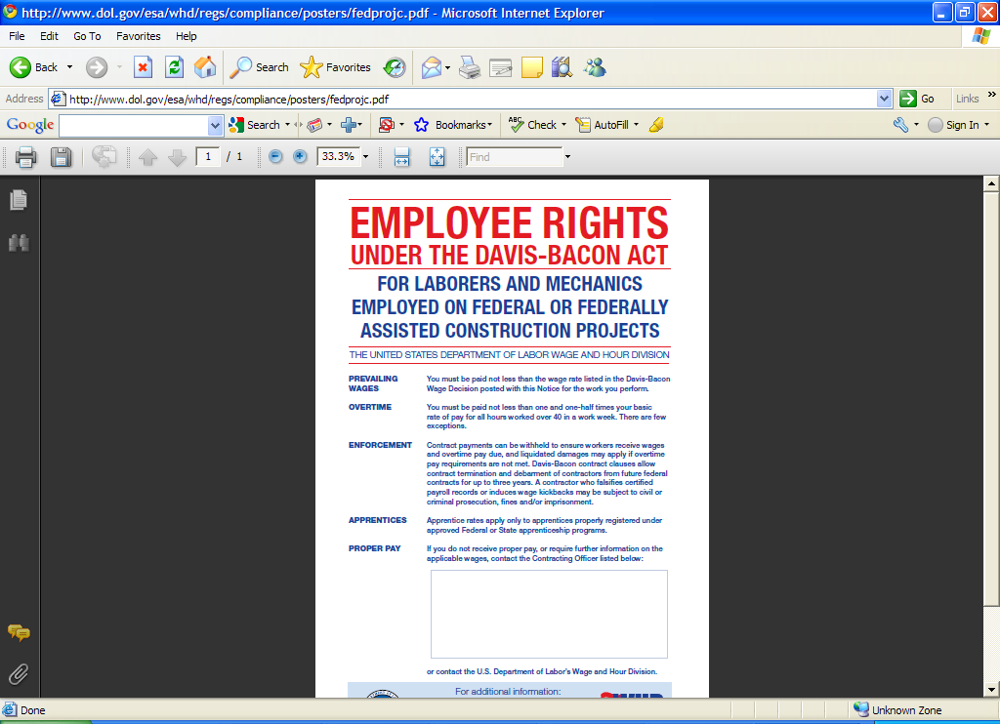 http://www.dol.gov/esa/whd/regs/compliance/posters/fedprojc.pdf - Microsoft Internet Explorer
File Edit Go To Favorites Help
Back Search Favorites
Address http://www.dol.gov/esa/whd/regs/compliance/posters/fedprojc.pdf Go Links »
Google Search Bookmarks ABC Check AutoFill Sign In
1 / 1 33.3% Find
EMPLOYEE RIGHTS
UNDER THE DAVIS-BACON ACT
FOR LABORERS AND MECHANICS
EMPLOYED ON FEDERAL OR FEDERALLY
ASSISTED CONSTRUCTION PROJECTS
THE UNITED STATES DEPARTMENT OF LABOR WAGE AND HOUR DIVISION
PREVAILING WAGES
You must be paid not less than the wage rate listed in the Davis-Bacon
Wage Decision posted with this Notice for the work you perform.
OVERTIME
You must be paid not less than one and one-half times your basic
rate of pay for all hours worked over 40 in a work week. There are few
exceptions.
ENFORCEMENT
Contract payments can be withheld to ensure workers receive wages
and overtime pay due, and liquidated damages may apply if overtime
pay requirements are not met. Davis-Bacon contract clauses allow
contract termination and debarment of contractors from future federal
contracts for up to three years. A contractor who falsifies certified
payroll records or induces wage kickbacks may be subject to civil or
criminal prosecution, fines and/or imprisonment.
APPRENTICES
Apprentice rates apply only to apprentices properly registered under
approved Federal or State apprenticeship programs.
PROPER PAY
If you do not receive proper pay, or require further information on the
applicable wages, contact the Contracting Officer listed below:
or contact the U.S. Department of Labor's Wage and Hour Division.
For additional information:
Done Unknown Zone